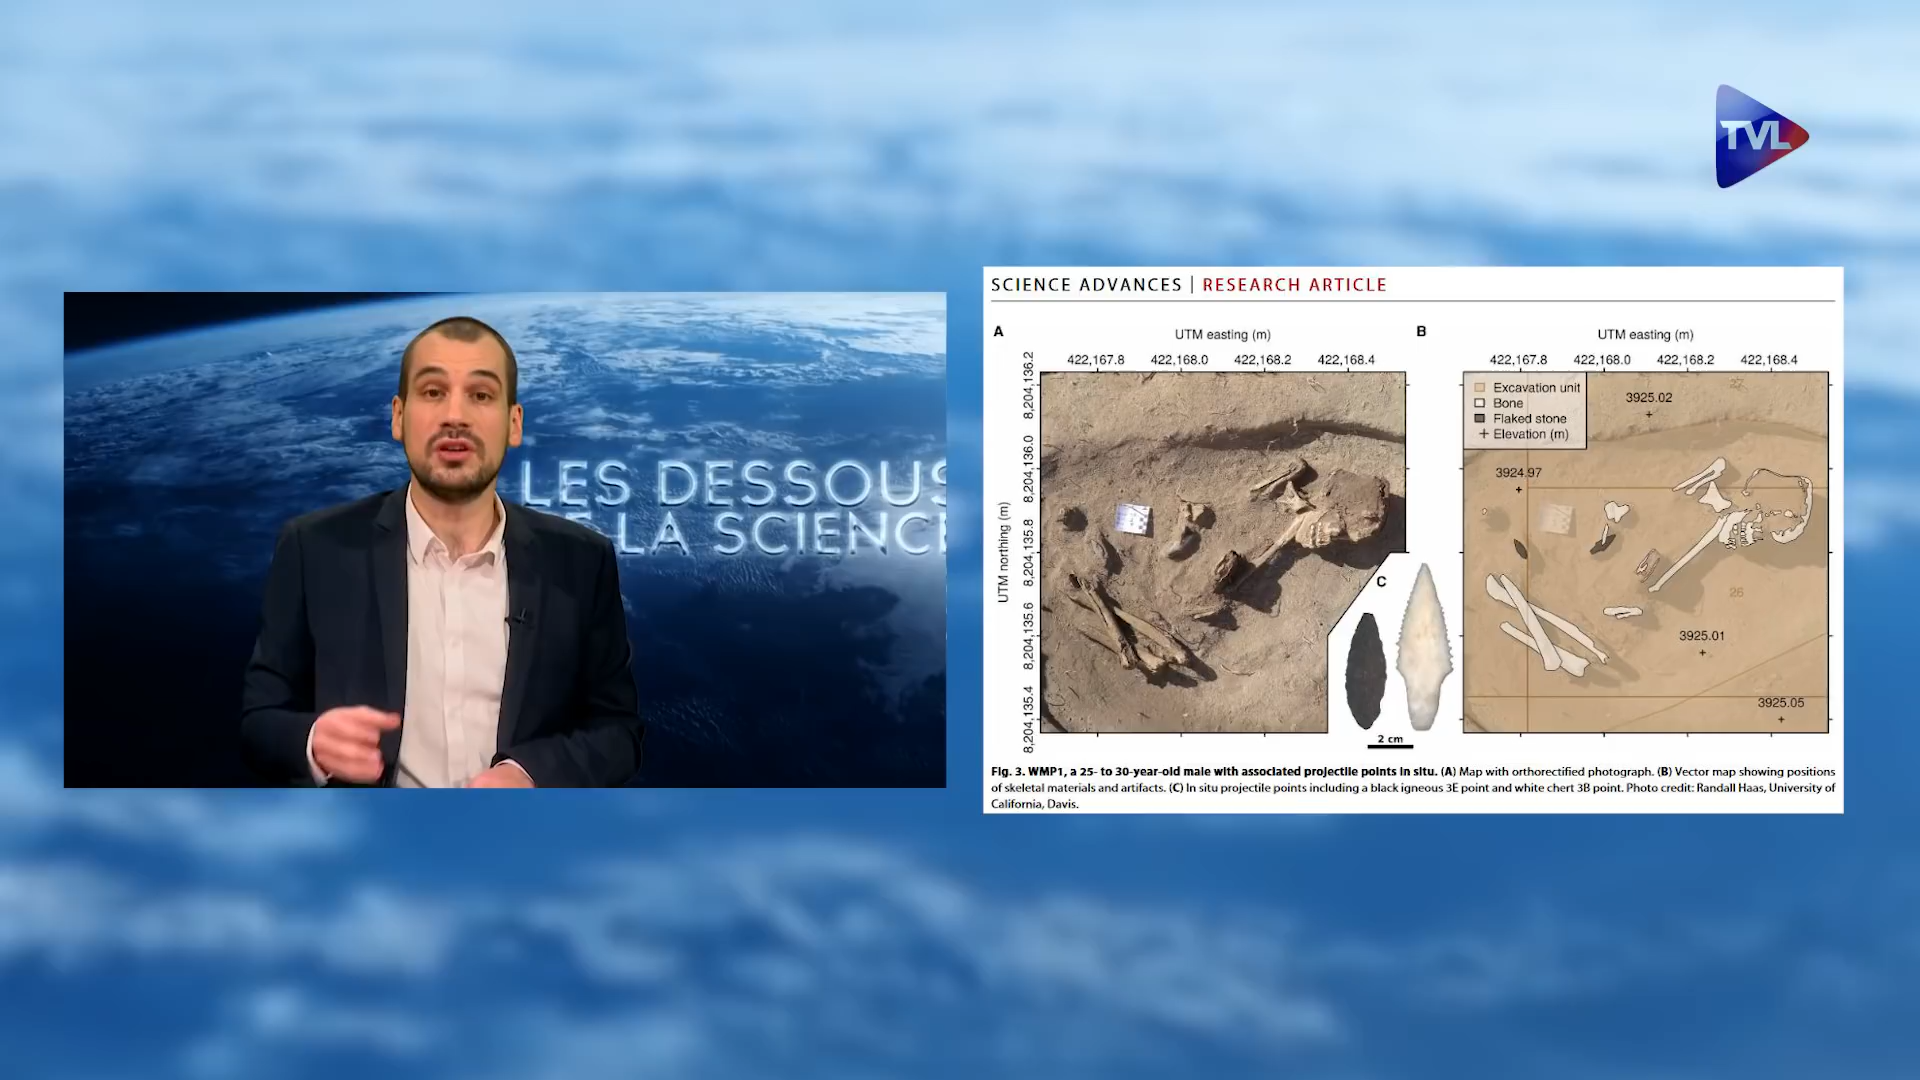 TVL
LES DESSOUS
LA SCIENC
SCIENCE ADVANCES | RESEARCH ARTICLE
A
UTM easting (m)
422,167.8 422,168.0 422,168.2 422,168.4
UTM northing (m)
8,204,136.2
8,204,136.0
8,204,135.8
8,204,135.6
8,204,135.4
B
UTM easting (m)
422,167.8 422,168.0 422,168.2 422,168.4
Excavation unit
Bone
Flaked stone
+ Elevation (m)
27
3925.02
3924.97
26
3925.01
3925.05
C
2 cm
Fig. 3. WMP1, a 25- to 30-year-old male with associated projectile points in situ. (A) Map with orthorectified photograph. (B) Vector map showing positions
of skeletal materials and artifacts. (C) In situ projectile points including a black igneous 3E point and white chert 3B point. Photo credit: Randall Haas, University of
California, Davis.